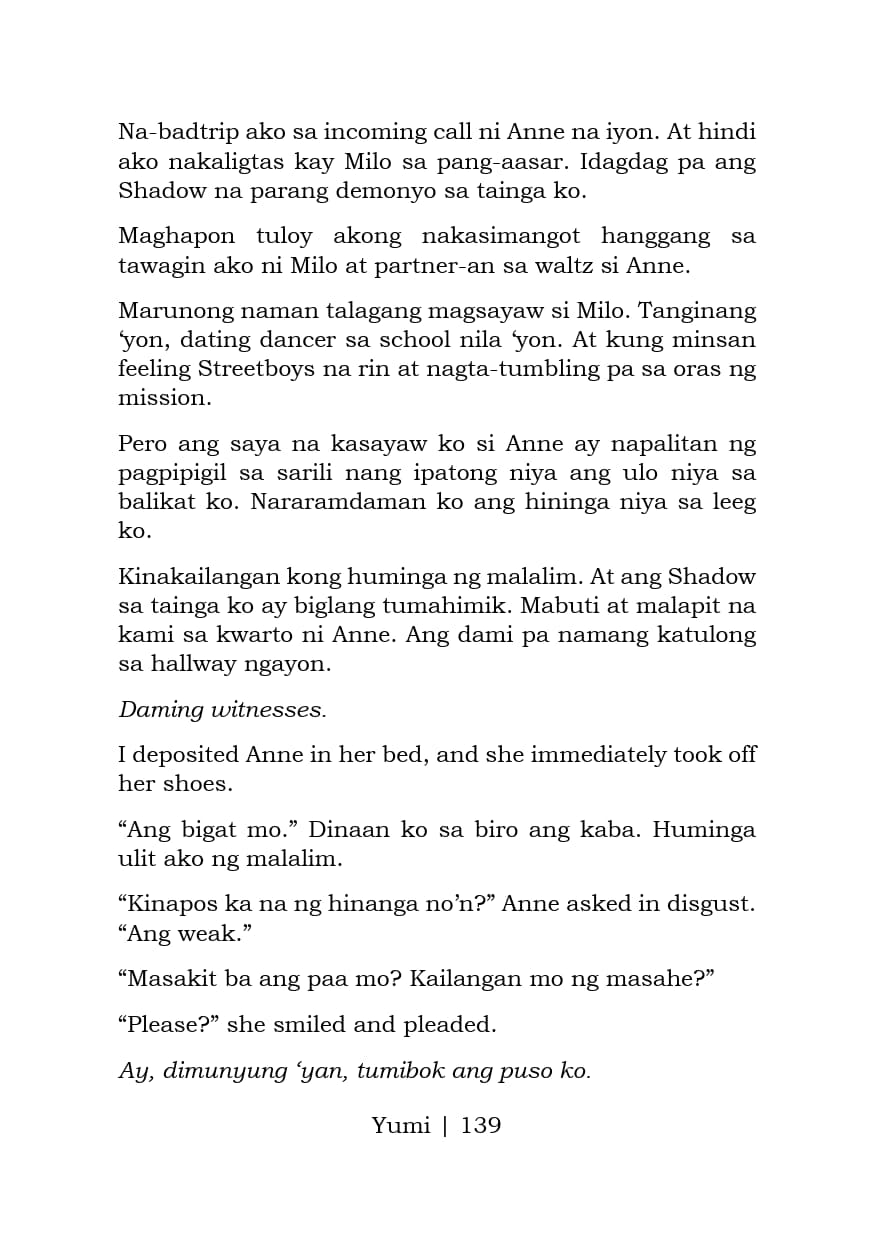 Na-badtrip ako sa incoming call ni Anne na iyon. At hindi
ako nakaligtas kay Milo sa pang-aasar. Idagdag pa ang
Shadow na parang demonyo sa tainga ko.
Maghapon tuloy akong nakasimangot hanggang sa
tawagin ako ni Milo at partner-an sa waltz si Anne.
Marunong naman talagang magsayaw si Milo. Tanginang
‘yon, dating dancer sa school nila ‘yon. At kung minsan
feeling Streetboys na rin at nagta-tumbling pa sa oras ng
mission.
Pero ang saya na kasayaw ko si Anne ay napalitan ng
pagpipigil sa sarili nang ipatong niya ang ulo niya sa
balikat ko. Nararamdaman ko ang hininga niya sa leeg
ko.
Kinakailangan kong huminga ng malalim. At ang Shadow
sa tainga ko ay biglang tumahimik. Mabuti at malapit na
kami sa kwarto ni Anne. Ang dami pa namang katulong
sa hallway ngayon.
Daming witnesses.
I deposited Anne in her bed, and she immediately took off
her shoes.
“Ang bigat mo.” Dinaan ko sa biro ang kaba. Huminga
ulit ako ng malalim.
“Kinapos ka na ng hinanga no’n?” Anne asked in disgust.
“Ang weak.”
“Masakit ba ang paa mo? Kailangan mo ng masahe?”
“Please?” she smiled and pleaded.
Ay, dimunyung ‘yan, tumibok ang puso ko.
Yumi | 139